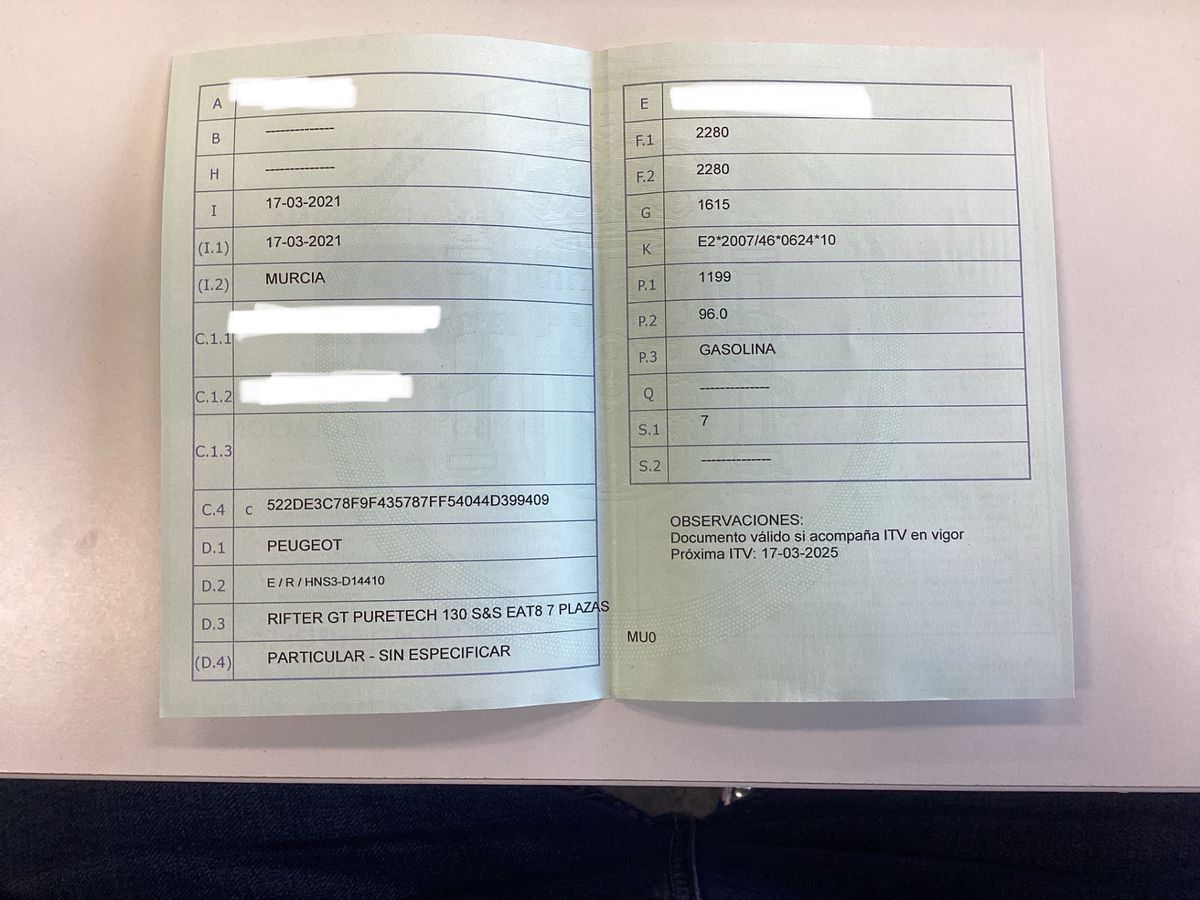 A
B --------------
H --------------
I 17-03-2021
(I.1) 17-03-2021
(I.2) MURCIA
C.1.1
C.1.2
C.1.3
C.4 c 522DE3C78F9F435787FF54044D399409
D.1 PEUGEOT
D.2 E / R / HNS3-D14410
D.3 RIFTER GT PURETECH 130 S&S EAT8 7 PLAZAS
(D.4) PARTICULAR - SIN ESPECIFICAR
E
F.1 2280
F.2 2280
G 1615
K E2*2007/46*0624*10
P.1 1199
P.2 96.0
P.3 GASOLINA
Q --------------
S.1 7
S.2 --------------
OBSERVACIONES:
Documento válido si acompaña ITV en vigor
Próxima ITV: 17-03-2025
MU0